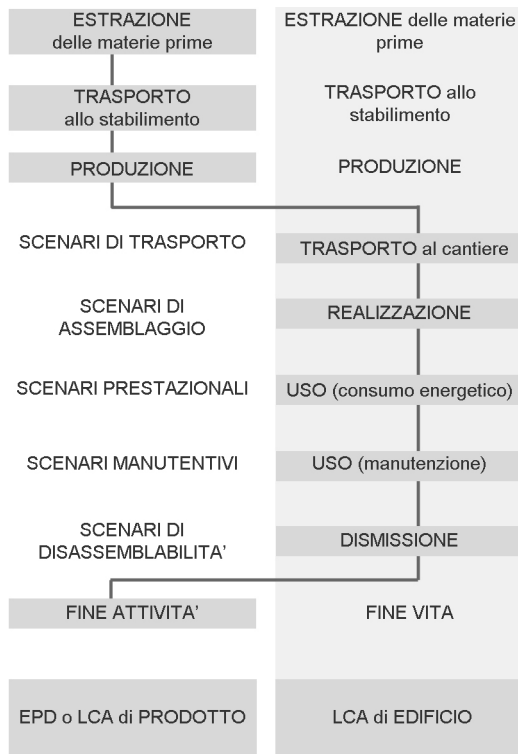 ESTRAZIONE
delle materie prime
ESTRAZIONE delle materie
prime
TRASPORTO
allo stabilimento
TRASPORTO allo
stabilimento
PRODUZIONE
PRODUZIONE
SCENARI DI TRASPORTO
TRASPORTO al cantiere
SCENARI DI
ASSEMBLAGGIO
REALIZZAZIONE
SCENARI PRESTAZIONALI
USO (consumo energetico)
SCENARI MANUTENTIVI
USO (manutenzione)
SCENARI DI
DISASSEMBLABILITA'
DISMISSIONE
FINE ATTIVITA'
FINE VITA
EPD o LCA di PRODOTTO
LCA di EDIFICIO